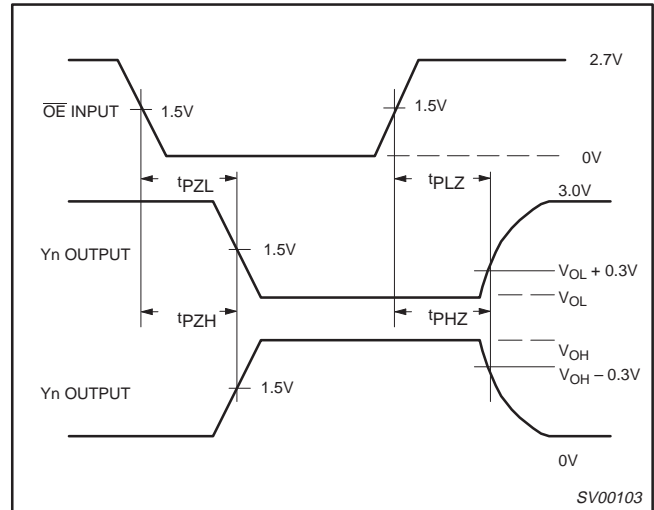 2.7V
O̅E̅ INPUT
1.5V
1.5V
0V
tPZL
tPLZ
3.0V
Yn OUTPUT
1.5V
VOL + 0.3V
VOL
tPZH
tPHZ
VOH
VOH – 0.3V
Yn OUTPUT
1.5V
0V
SV00103